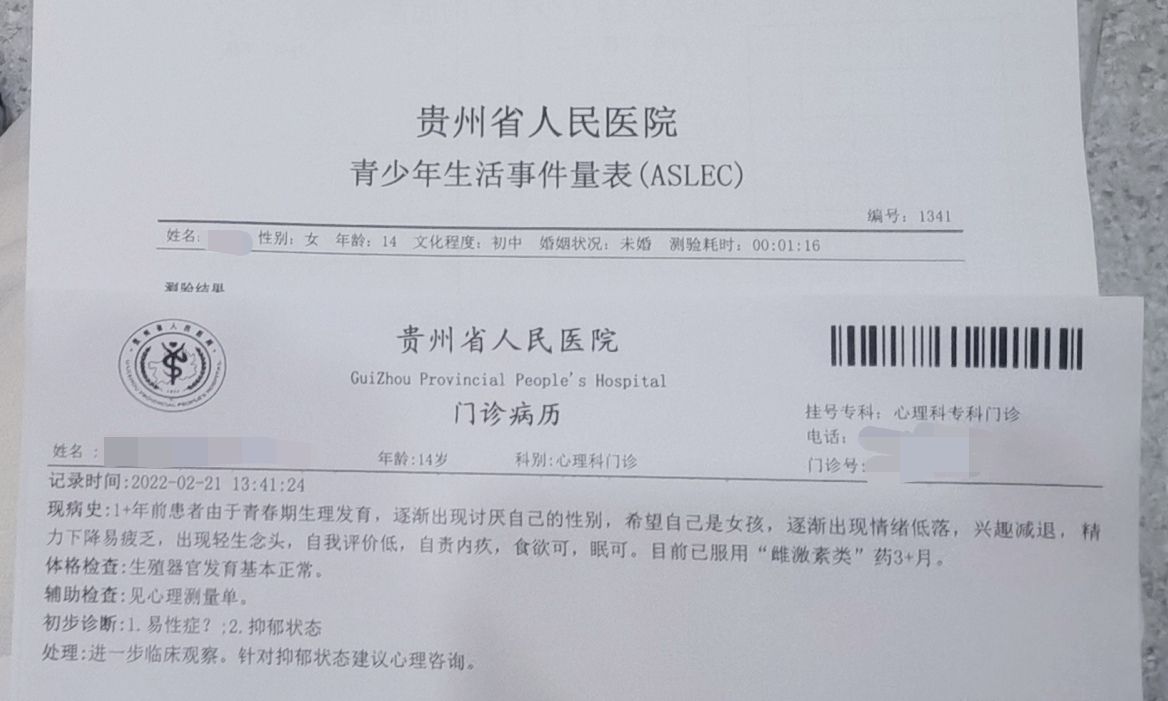 贵州省人民医院
青少年生活事件量表(ASLEC)
编号: 1341
姓名: 性别: 女 年龄: 14 文化程度: 初中 婚姻状况: 未婚 测验耗时: 00:01:16
测验结果
贵州省人民医院
GuiZhou Provincial People's Hospital
门诊病历
挂号专科: 心理科专科门诊
电话:
门诊号:
姓名: 年龄:14岁 科别:心理科门诊
记录时间:2022-02-21 13:41:24
现病史:1+年前患者由于青春期生理发育，逐渐出现讨厌自己的性别，希望自己是女孩，逐渐出现情绪低落，兴趣减退，精
力下降易疲乏，出现轻生念头，自我评价低，自责内疚，食欲可，眠可。目前已服用“雌激素类”药3+月。
体格检查:生殖器官发育基本正常。
辅助检查:见心理测量单。
初步诊断:1.易性症？;2.抑郁状态
处理:进一步临床观察。针对抑郁状态建议心理咨询。